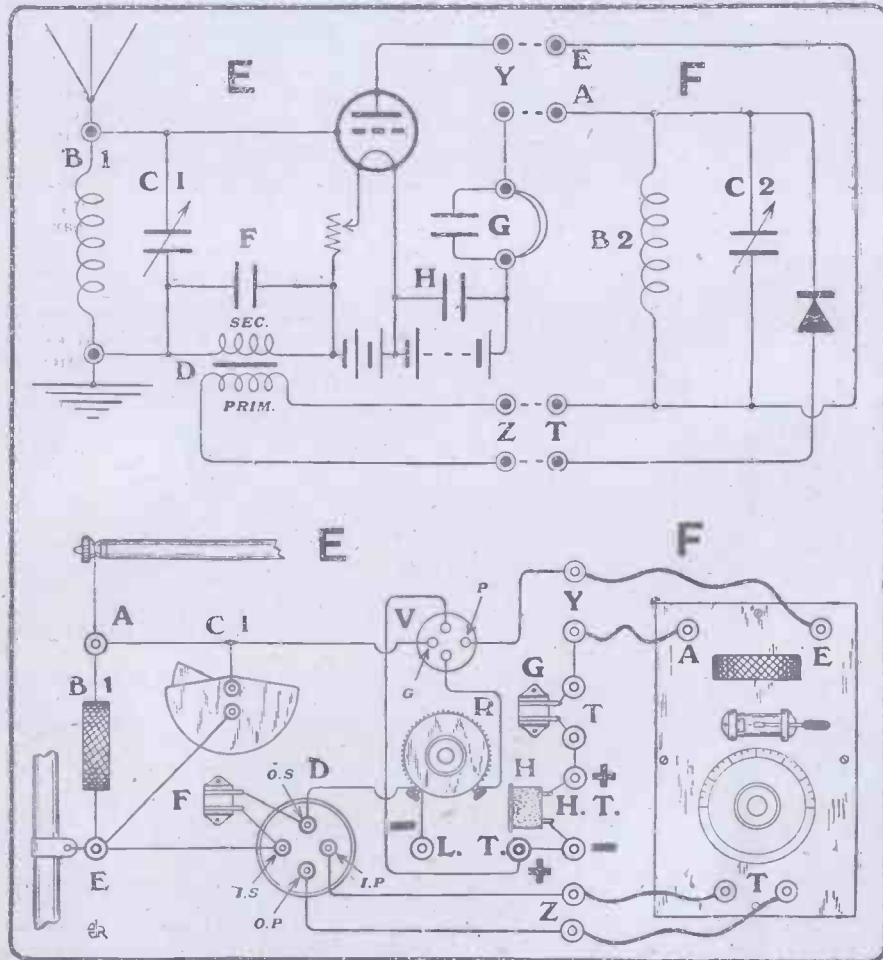 E F
Y E
A
B 1
C 1
G
F
H
B 2
C 2
SEC.
D
PRIM.
Z T
E F
A
C 1
V
P
Y
G
A E
B 1
G
R
T
O.S D
F
H
+
H. T.
-
-
L. T.
+
E
I.S
I.P
O.P
T
Z